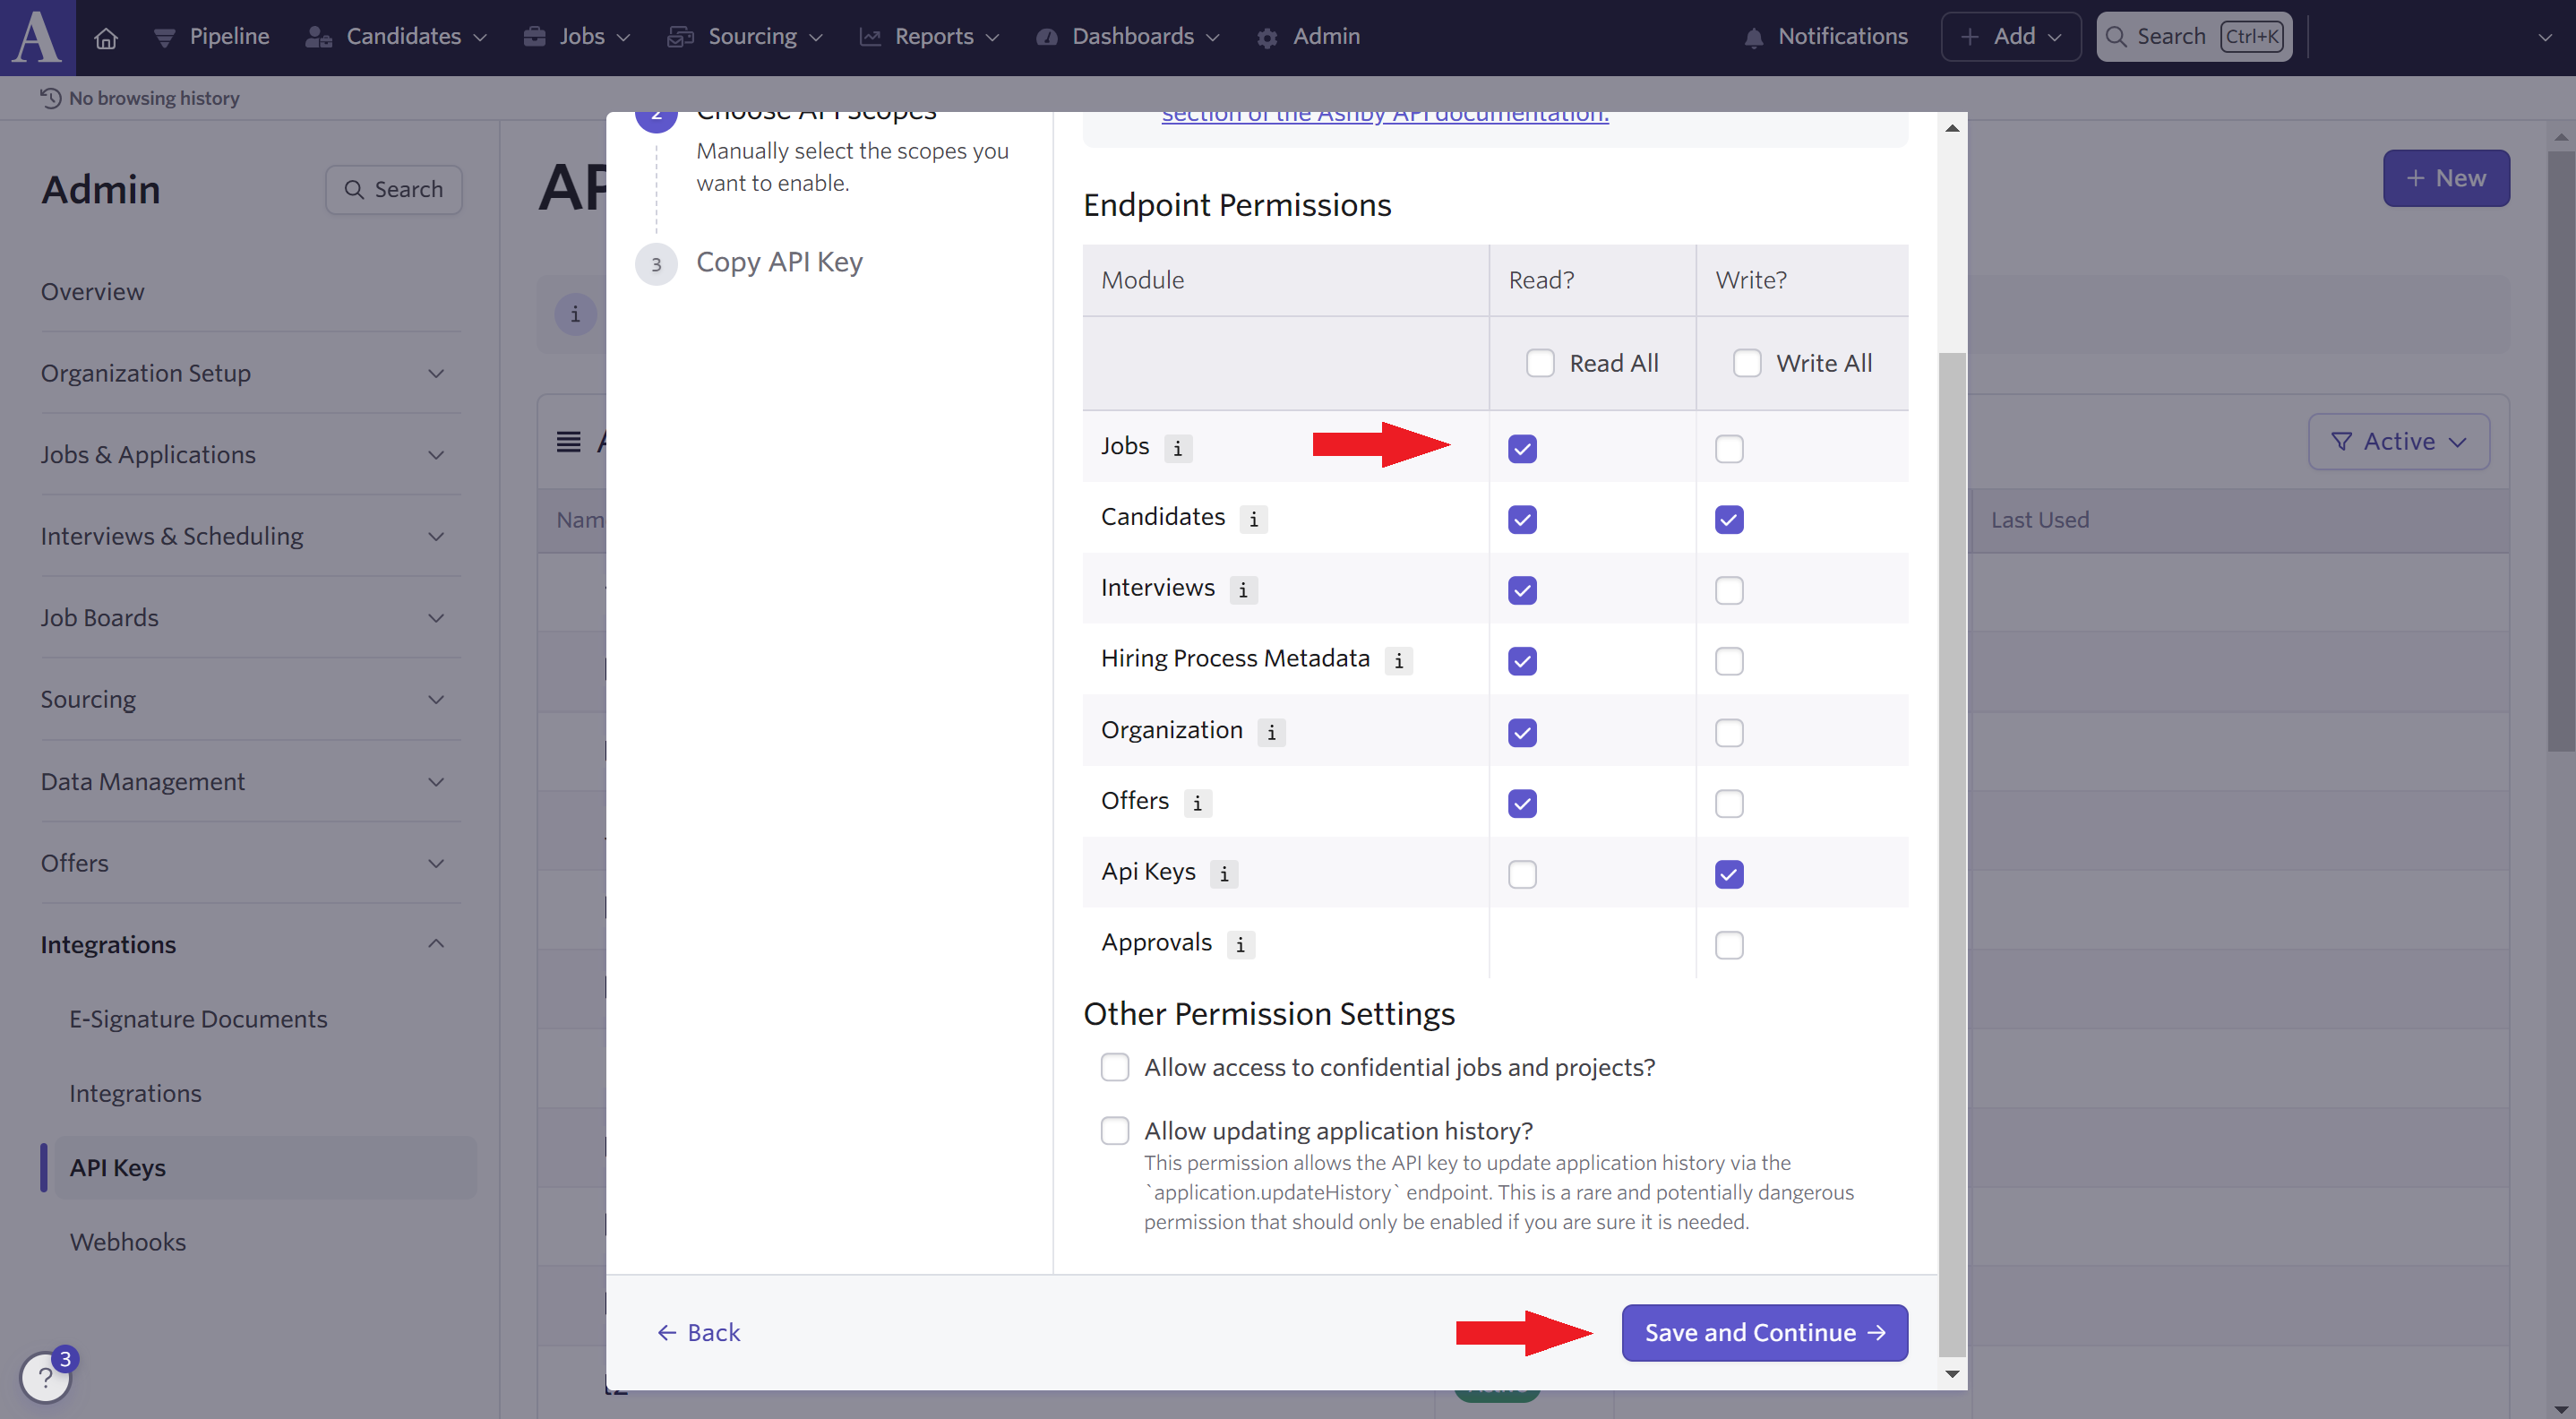 A
Pipeline
Candidates
Jobs
Sourcing
Reports
Dashboards
Admin
Notifications
Add
Search
Ctrl+K
No browsing history
Admin
Search
Overview
Organization Setup
Jobs & Applications
Interviews & Scheduling
Job Boards
Sourcing
Data Management
Offers
Integrations
E-Signature Documents
Integrations
API Keys
Webhooks
?
3
+ New
i
Active
Last Used
2
Choose API Scopes
Manually select the scopes you
want to enable.
3
Copy API Key
section of the Ashby API documentation.
Endpoint Permissions
Module
Read?
Write?
Read All
Write All
Jobs i
Candidates i
Interviews i
Hiring Process Metadata i
Organization i
Offers i
Api Keys i
Approvals i
Other Permission Settings
Allow access to confidential jobs and projects?
Allow updating application history?
This permission allows the API key to update application history via the
`application.updateHistory` endpoint. This is a rare and potentially dangerous
permission that should only be enabled if you are sure it is needed.
← Back
Save and Continue →